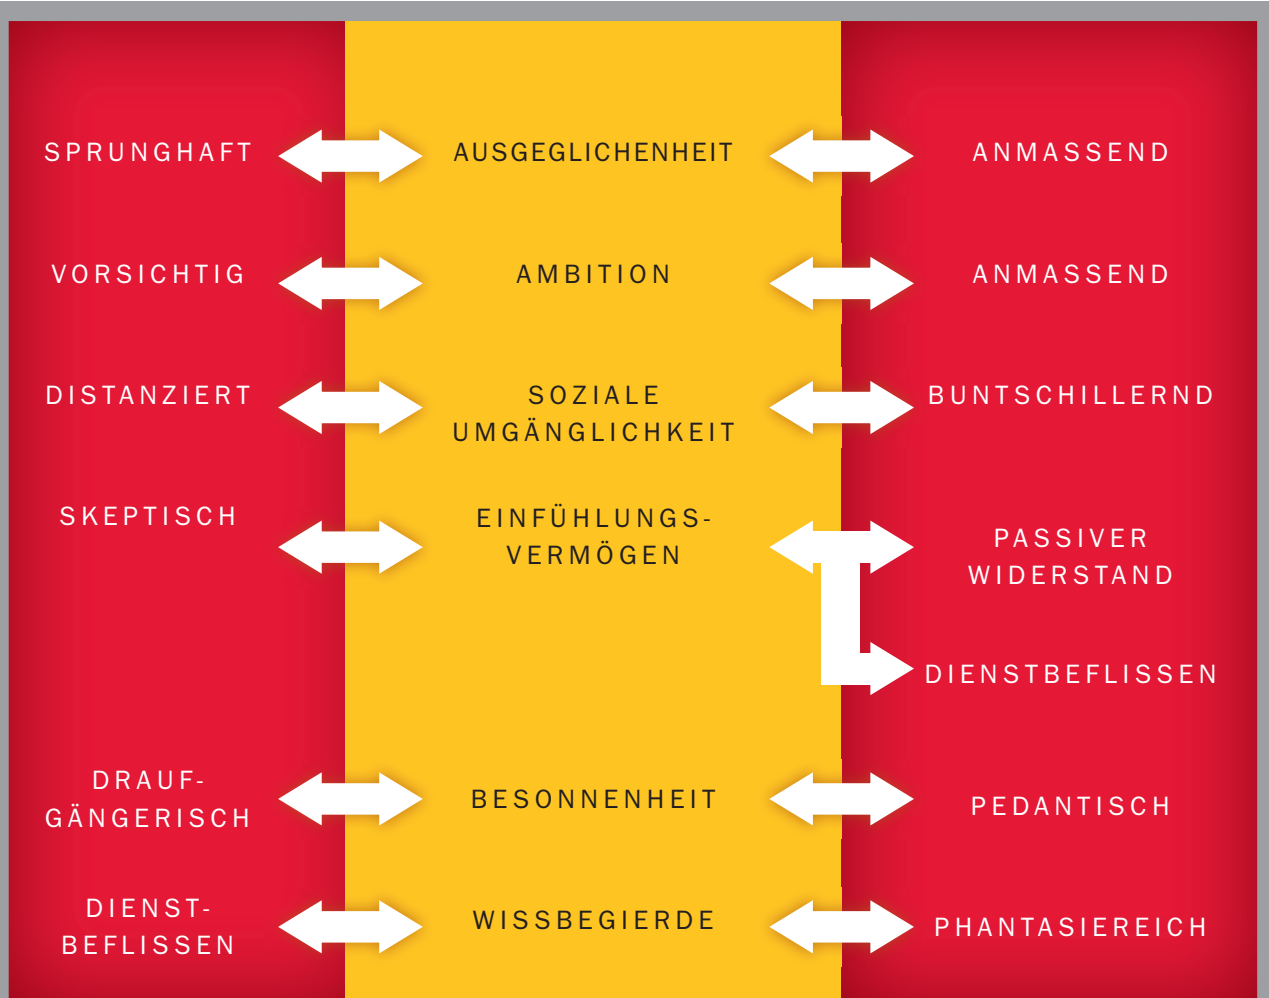 SPRUNGHAFT
AUSGEGLICHENHEIT
ANMASSEND
VORSICHTIG
AMBITION
ANMASSEND
DISTANZIERT
SOZIALE
UMGÄNGLICHKEIT
BUNTSCHILLERND
SKEPTISCH
EINFÜHLUNGS-
VERMÖGEN
PASSIVER
WIDERSTAND
DIENSTBEFLISSEN
DRAUF-
GÄNGERISCH
BESONNENHEIT
PEDANTISCH
DIENST-
BEFLISSEN
WISSBEGIERDE
PHANTASIEREICH